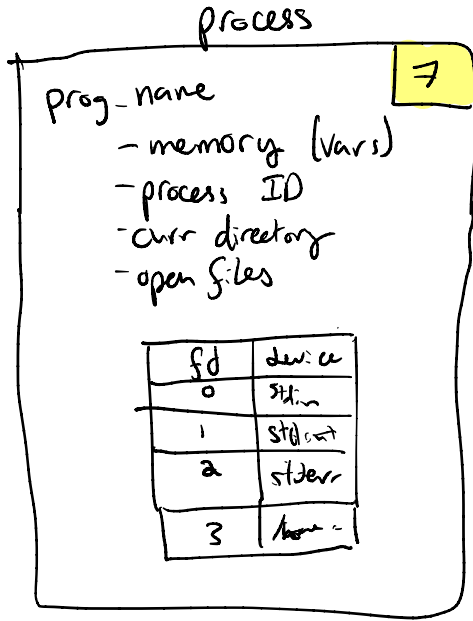 process
7
prog_name
- memory (vars)
- process ID
- curr directory
- open files
fd device
0 stdin
1 stdout
2 stderr
3